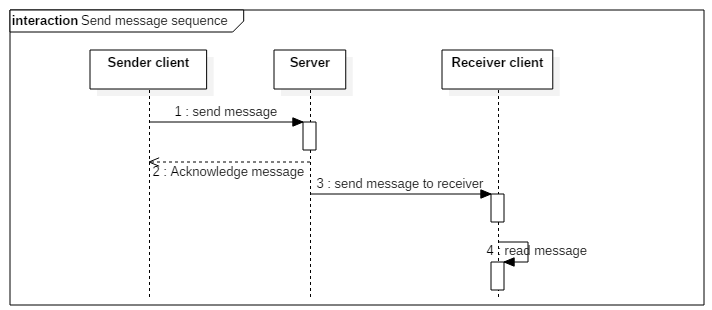 interaction Send message sequence
Sender client
Server
Receiver client
1 : send message
2 : Acknowledge message
3 : send message to receiver
4 : read message